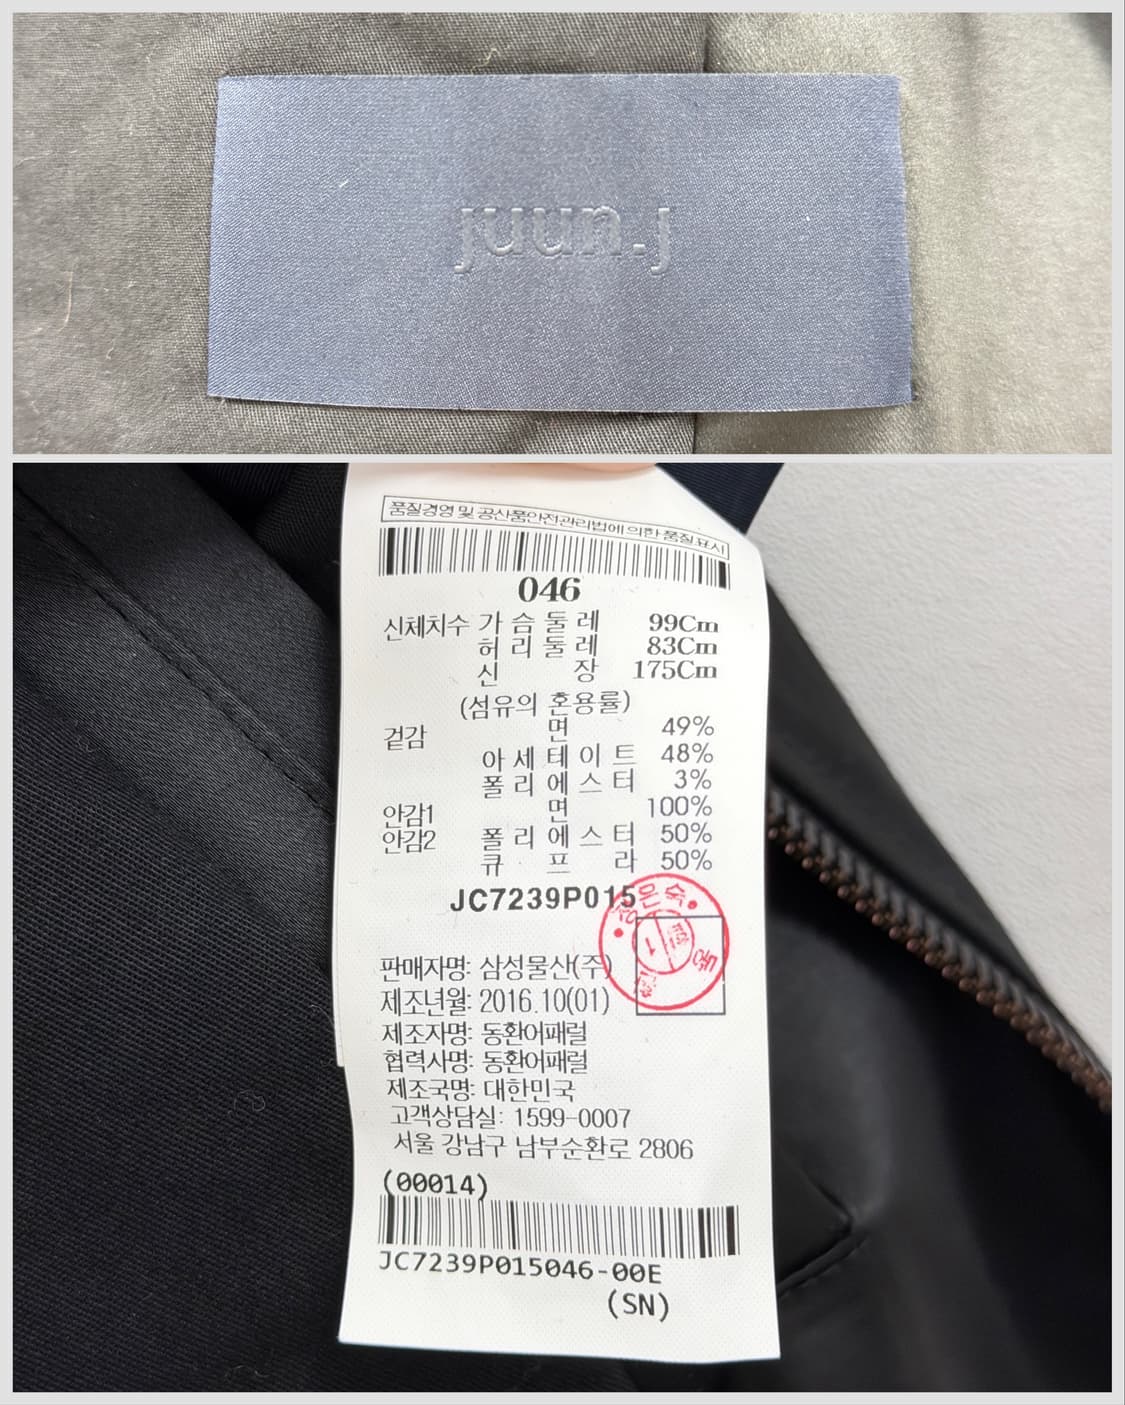 juun.j
품질경영 및 공산품안전관리법에 의한 품질표시
046
신체치수 가슴둘레 99Cm
허리둘레 83Cm
신장 175Cm
(섬유의 혼용률)
겉감 면 49%
아세테이트 48%
폴리에스터 3%
안감1 면 100%
안감2 폴리에스터 50%
큐프라 50%
JC7239P015
은숙
1
판매자명: 삼성물산(주)
제조년월: 2016.10(01)
제조자명: 동환어패럴
협력사명: 동환어패럴
제조국명: 대한민국
고객상담실: 1599-0007
서울 강남구 남부순환로 2806
(00014)
JC7239P015046-00E
(SN)